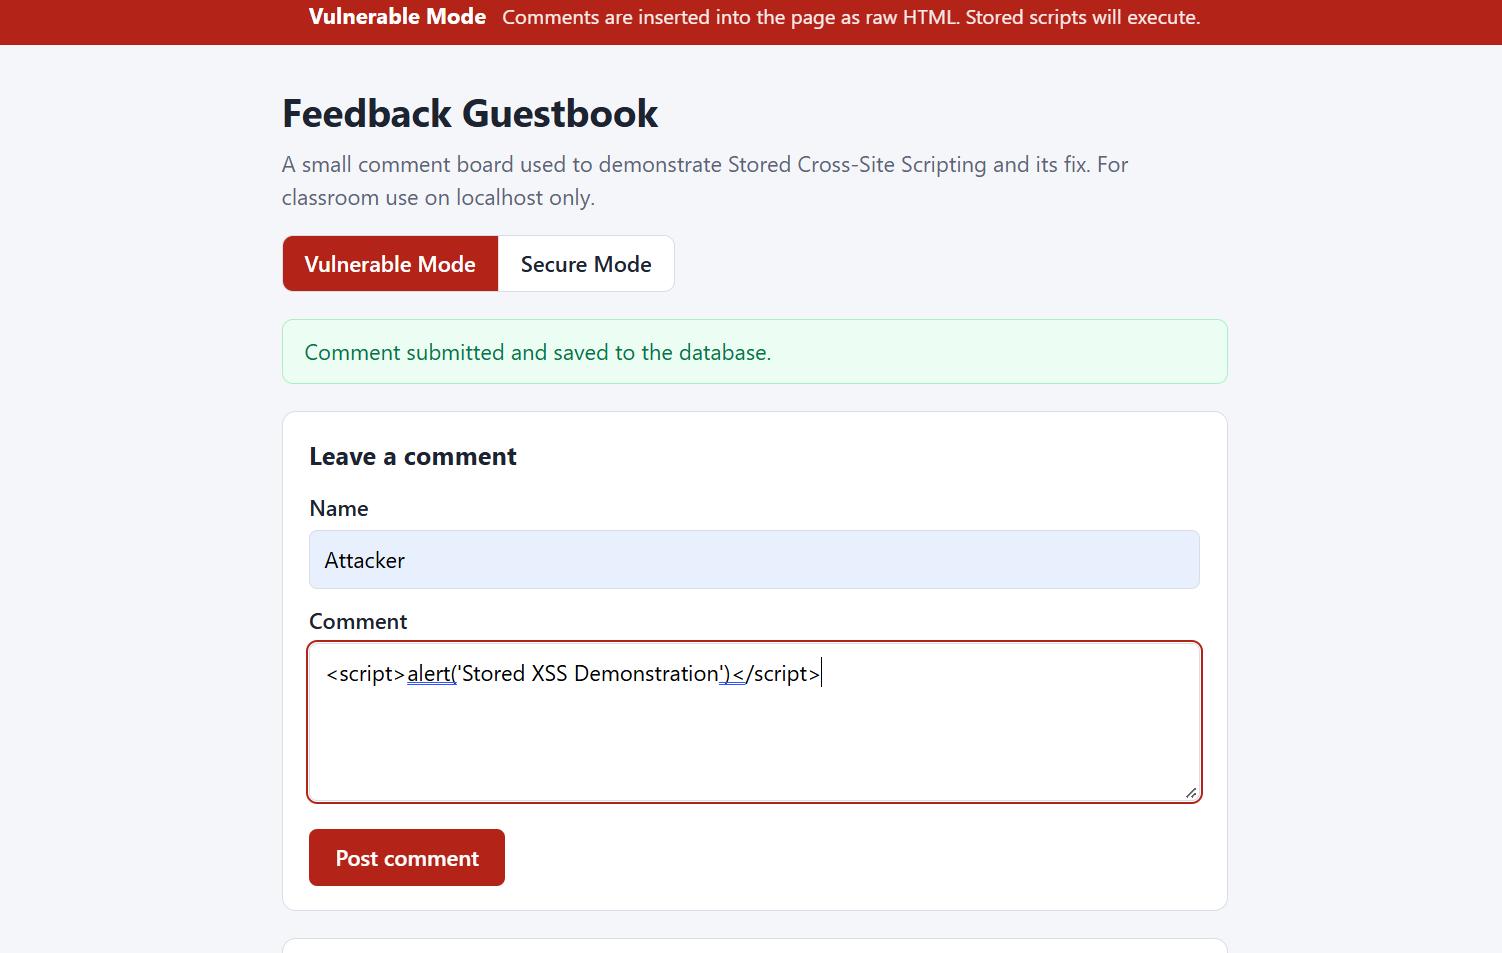 Vulnerable Mode Comments are inserted into the page as raw HTML. Stored scripts will execute.
Feedback Guestbook
A small comment board used to demonstrate Stored Cross-Site Scripting and its fix. For
classroom use on localhost only.
Vulnerable Mode Secure Mode
Comment submitted and saved to the database.
Leave a comment
Name
Attacker
Comment
<script>alert('Stored XSS Demonstration')</script>
Post comment